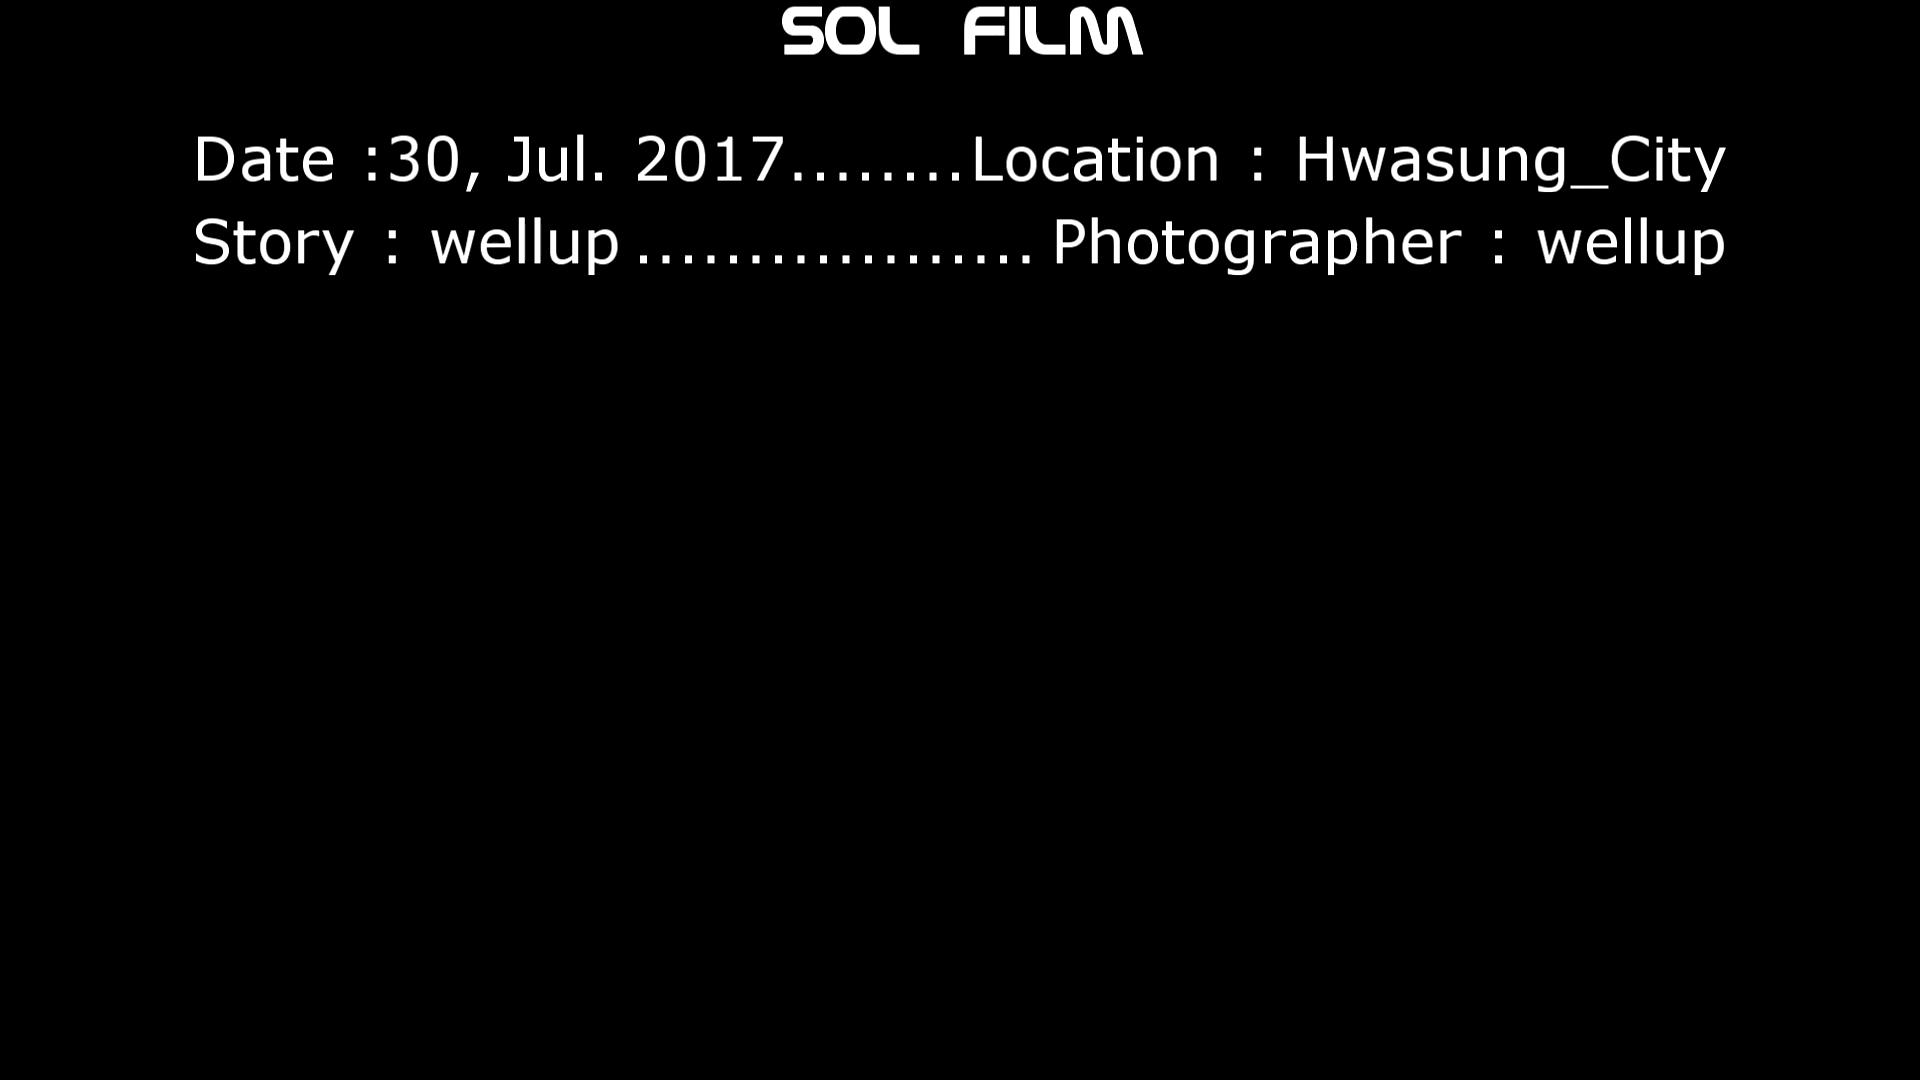 SOL FILM
Date :30, Jul. 2017........Location : Hwasung_City
Story : wellup .................. Photographer : wellup